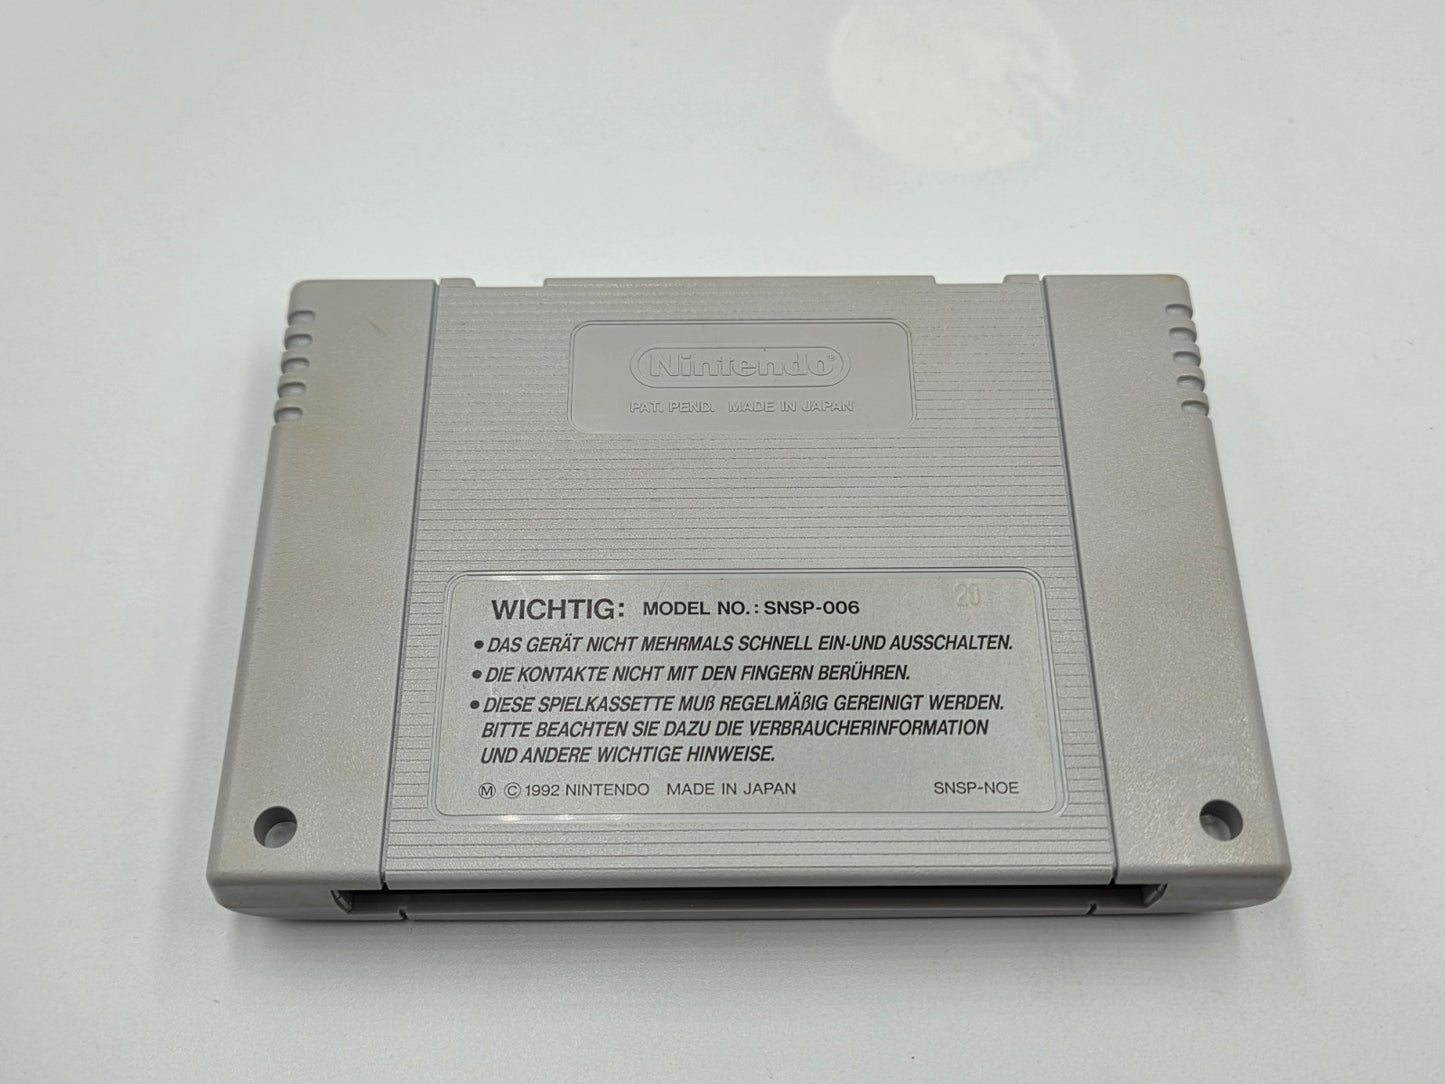 Nintendo®
PAT. PEND. MADE IN JAPAN
WICHTIG: MODEL NO.: SNSP-006 20
• DAS GERÄT NICHT MEHRMALS SCHNELL EIN-UND AUSSCHALTEN.
• DIE KONTAKTE NICHT MIT DEN FINGERN BERÜHREN.
• DIESE SPIELKASSETTE MUß REGELMÄßIG GEREINIGT WERDEN.
BITTE BEACHTEN SIE DAZU DIE VERBRAUCHERINFORMATION
UND ANDERE WICHTIGE HINWEISE.
Ⓜ © 1992 NINTENDO MADE IN JAPAN SNSP-NOE